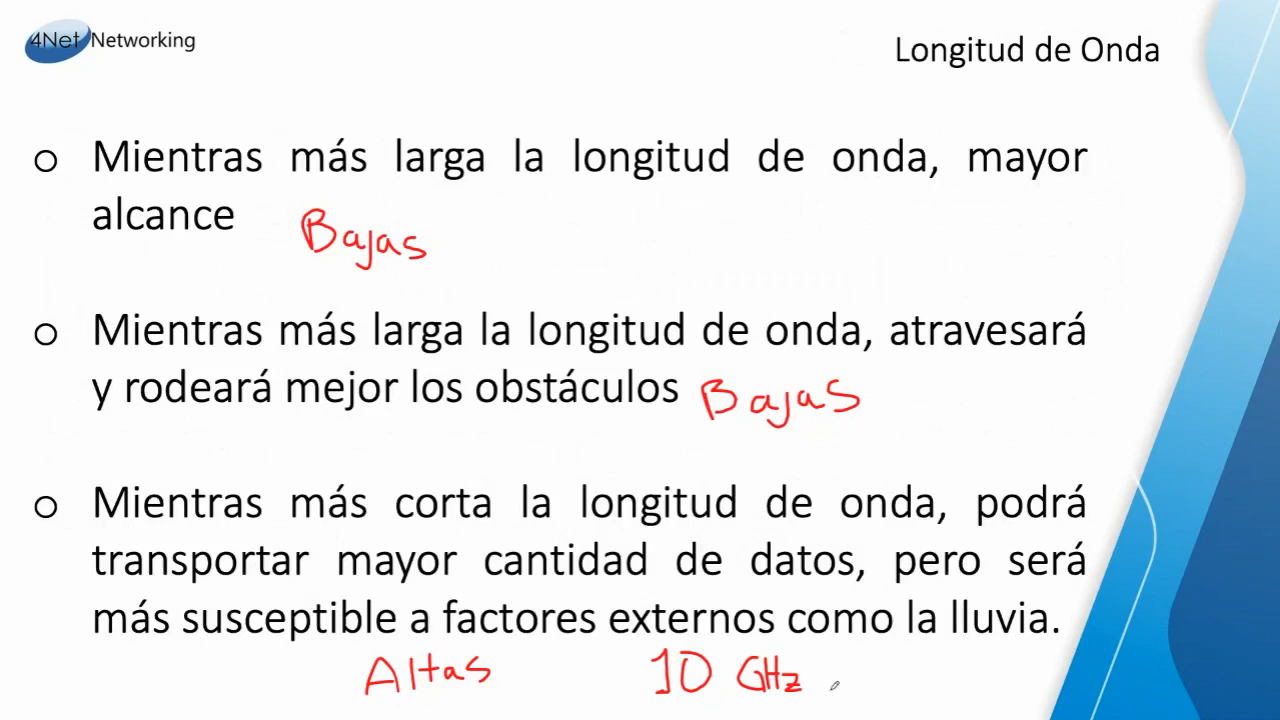 4Net Networking
Longitud de Onda
o Mientras más larga la longitud de onda, mayor
alcance
Bajas
o Mientras más larga la longitud de onda, atravesará
y rodeará mejor los obstáculos Bajas
o Mientras más corta la longitud de onda, podrá
transportar mayor cantidad de datos, pero será
más susceptible a factores externos como la lluvia.
Altas 10 GHz